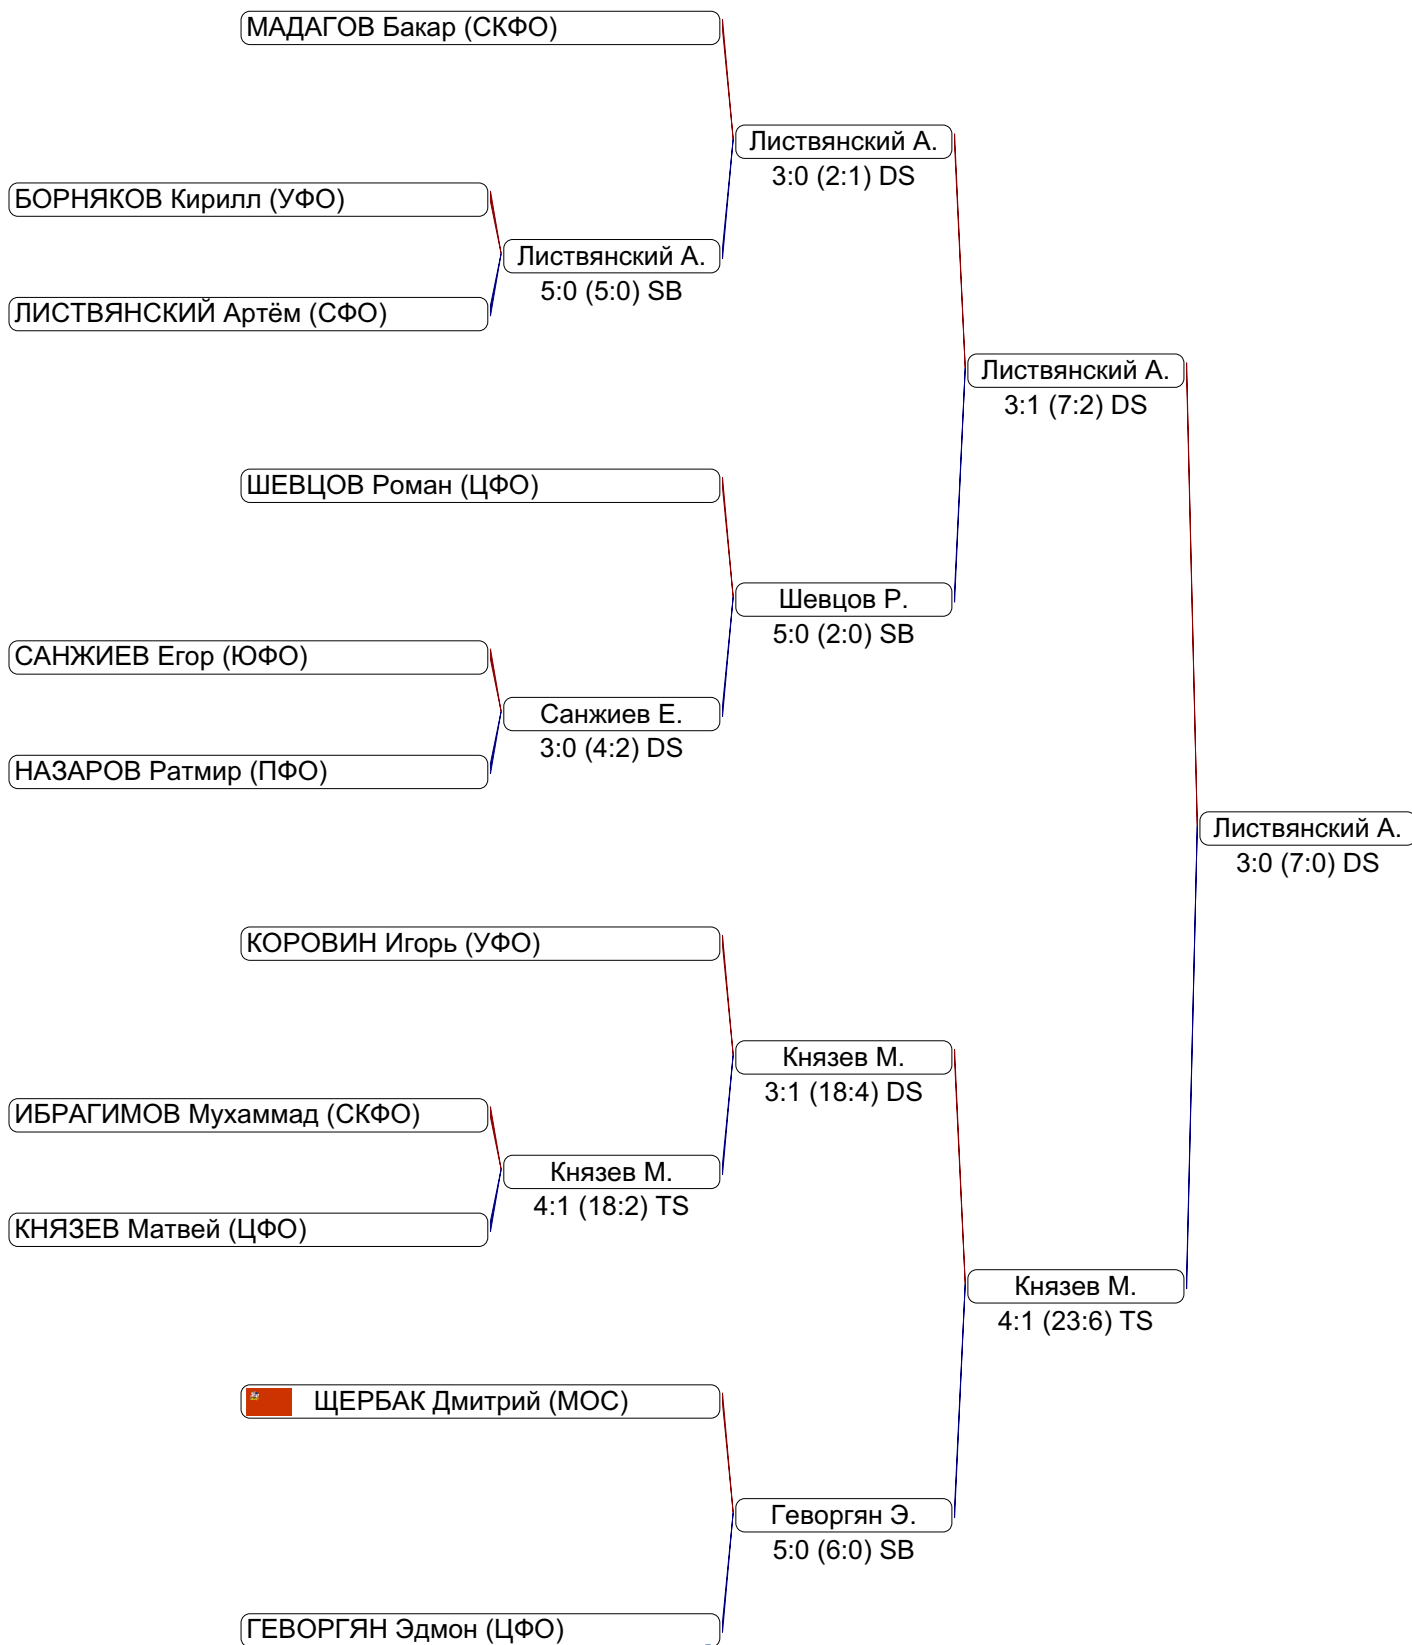 МАДАГОВ Бакар (СКФО)
Листвянский А.
3:0 (2:1) DS
БОРНЯКОВ Кирилл (УФО)
Листвянский А.
5:0 (5:0) SB
ЛИСТВЯНСКИЙ Артём (СФО)
Листвянский А.
3:1 (7:2) DS
ШЕВЦОВ Роман (ЦФО)
Шевцов Р.
5:0 (2:0) SB
САНЖИЕВ Егор (ЮФО)
Санжиев Е.
3:0 (4:2) DS
НАЗАРОВ Ратмир (ПФО)
Листвянский А.
3:0 (7:0) DS
КОРОВИН Игорь (УФО)
Князев М.
3:1 (18:4) DS
ИБРАГИМОВ Мухаммад (СКФО)
Князев М.
4:1 (18:2) TS
КНЯЗЕВ Матвей (ЦФО)
Князев М.
4:1 (23:6) TS
ЩЕРБАК Дмитрий (МОС)
Геворгян Э.
5:0 (6:0) SB
ГЕВОРГЯН Эдмон (ЦФО)